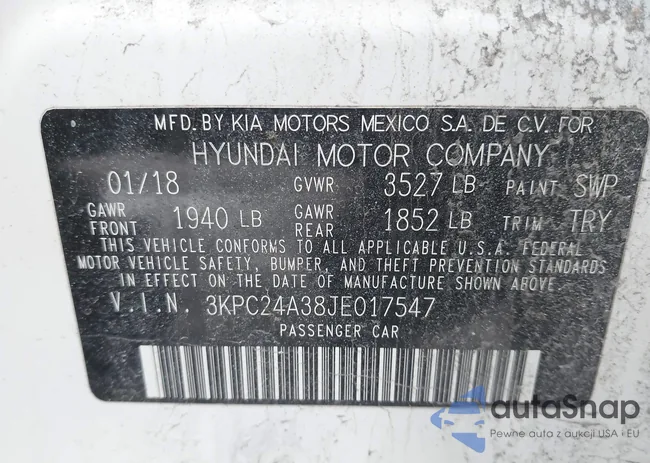 MFD. BY KIA MOTORS MEXICO S.A. DE C.V. FOR
HYUNDAI MOTOR COMPANY
01/18 GVWR 3527 LB PAINT SWP
GAWR FRONT 1940 LB GAWR REAR 1852 LB TRIM TRY
THIS VEHICLE CONFORMS TO ALL APPLICABLE U.S.A. FEDERAL
MOTOR VEHICLE SAFETY, BUMPER, AND THEFT PREVENTION STANDARDS
IN EFFECT ON THE DATE OF MANUFACTURE SHOWN ABOVE
V.I.N. 3KPC24A38JE017547
PASSENGER CAR
autoSnap
Pewne auta z aukcji USA i EU